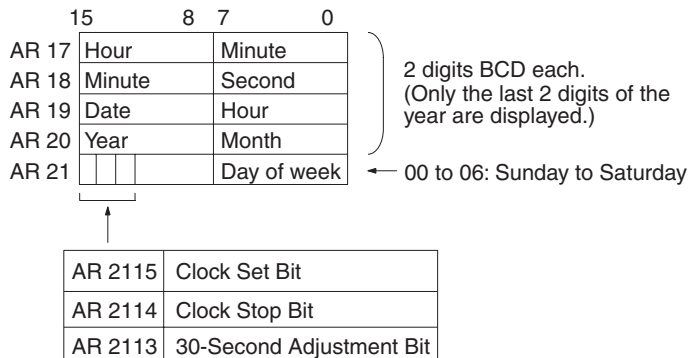 15 8 7 0
AR 17 Hour Minute
AR 18 Minute Second
AR 19 Date Hour
AR 20 Year Month
AR 21 Day of week
2 digits BCD each.
(Only the last 2 digits of the
year are displayed.)
00 to 06: Sunday to Saturday
AR 2115 Clock Set Bit
AR 2114 Clock Stop Bit
AR 2113 30-Second Adjustment Bit